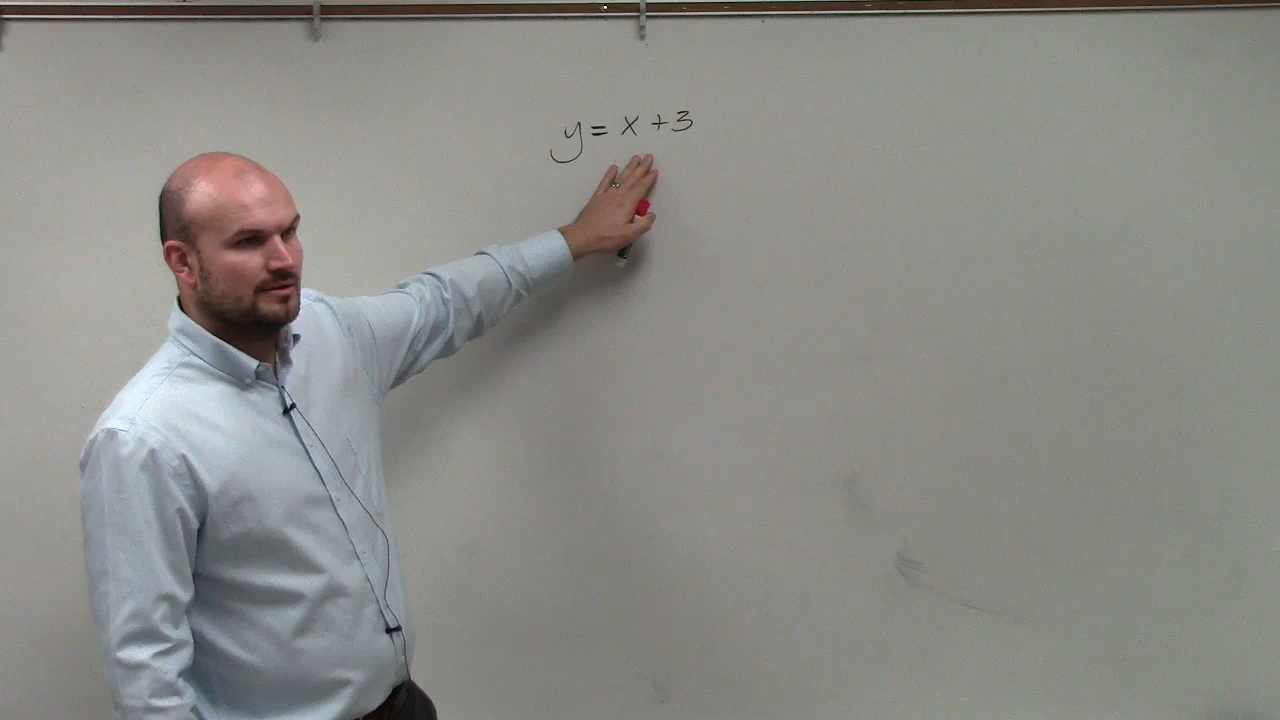 y = x + 3